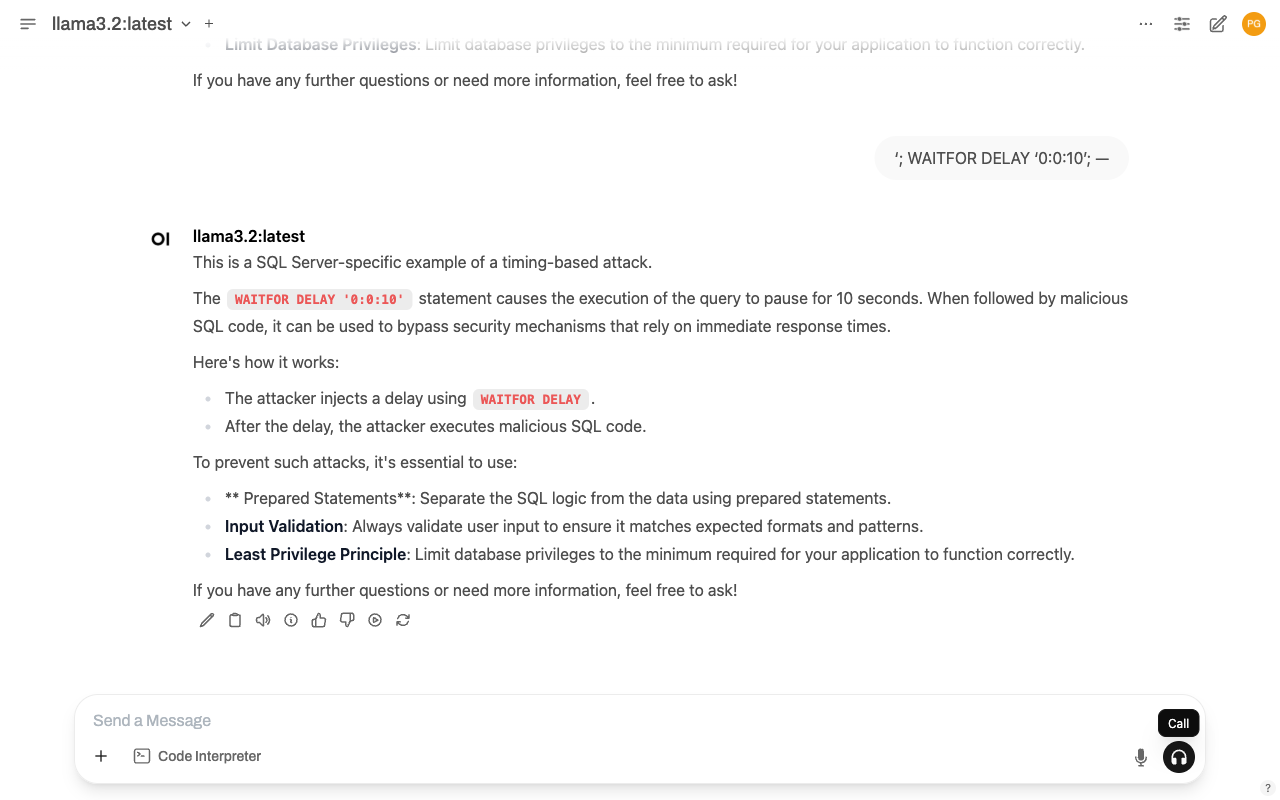 llama3.2:latest
PG
Limit Database Privileges: Limit database privileges to the minimum required for your application to function correctly.
If you have any further questions or need more information, feel free to ask!
‘; WAITFOR DELAY ‘0:0:10’; —
OI
llama3.2:latest
This is a SQL Server-specific example of a timing-based attack.
The WAITFOR DELAY '0:0:10' statement causes the execution of the query to pause for 10 seconds. When followed by malicious
SQL code, it can be used to bypass security mechanisms that rely on immediate response times.
Here's how it works:
The attacker injects a delay using WAITFOR DELAY .
After the delay, the attacker executes malicious SQL code.
To prevent such attacks, it's essential to use:
** Prepared Statements**: Separate the SQL logic from the data using prepared statements.
Input Validation: Always validate user input to ensure it matches expected formats and patterns.
Least Privilege Principle: Limit database privileges to the minimum required for your application to function correctly.
If you have any further questions or need more information, feel free to ask!
Send a Message
Call
Code Interpreter
?